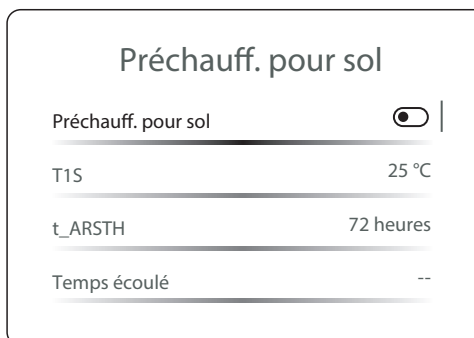 Préchauff. pour sol
Préchauff. pour sol
T1S 25 °C
t_ARSTH 72 heures
Temps écoulé --